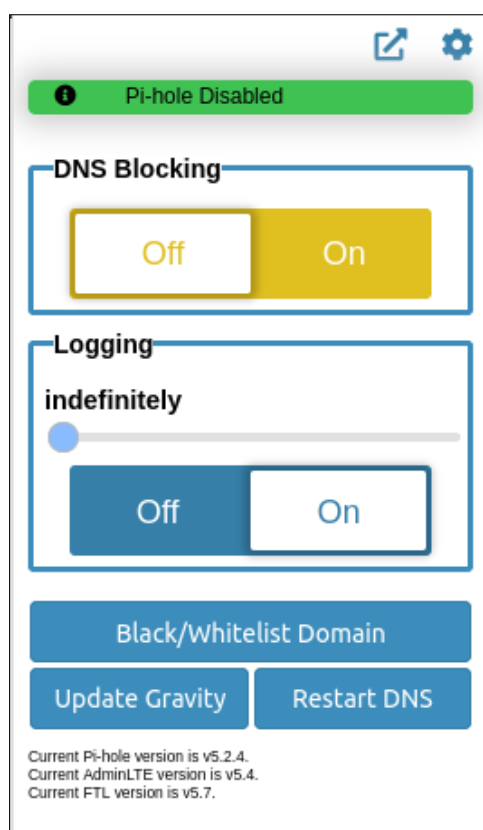 Pi-hole Disabled
DNS Blocking
Off On
Logging
indefinitely
Off On
Black/Whitelist Domain
Update Gravity Restart DNS
Current Pi-hole version is v5.2.4.
Current AdminLTE version is v5.4.
Current FTL version is v5.7.